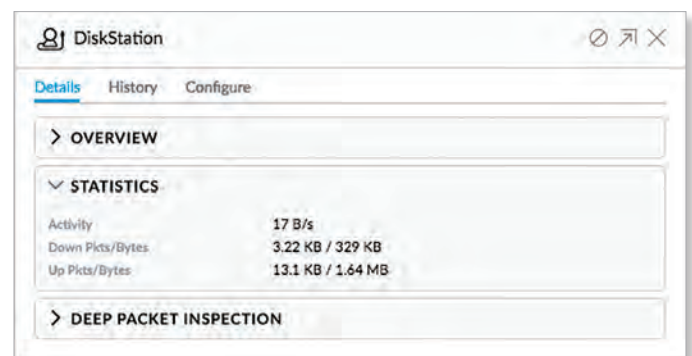 DiskStation
Details History Configure
OVERVIEW
STATISTICS
Activity 17 B/s
Down Pkts/Bytes 3.22 KB / 329 KB
Up Pkts/Bytes 13.1 KB / 1.64 MB
DEEP PACKET INSPECTION